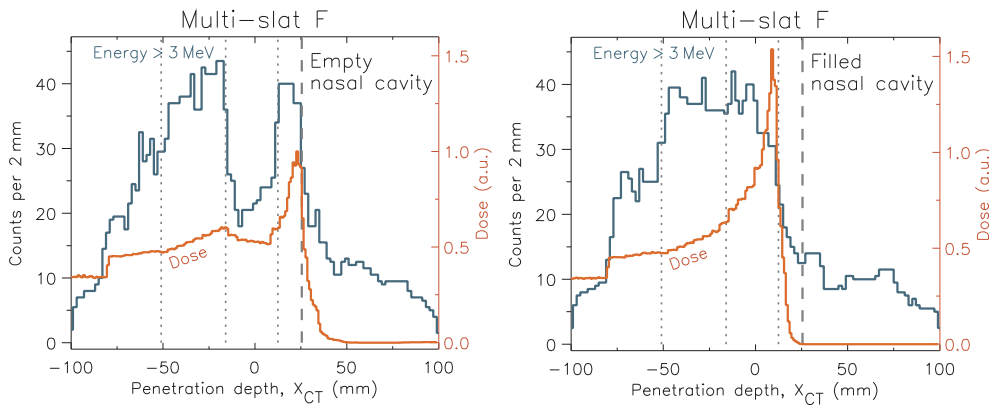 Multi-slat F
Energy > 3 MeV
Empty
nasal cavity
Dose
Counts per 2 mm
0
10
20
30
40
Dose (a.u.)
0.0
0.5
1.0
1.5
-100
-50
0
50
100
Penetration depth, X_CT (mm)
Multi-slat F
Energy > 3 MeV
Filled
nasal cavity
Dose
Counts per 2 mm
0
10
20
30
40
Dose (a.u.)
0.0
0.5
1.0
1.5
-100
-50
0
50
100
Penetration depth, X_CT (mm)